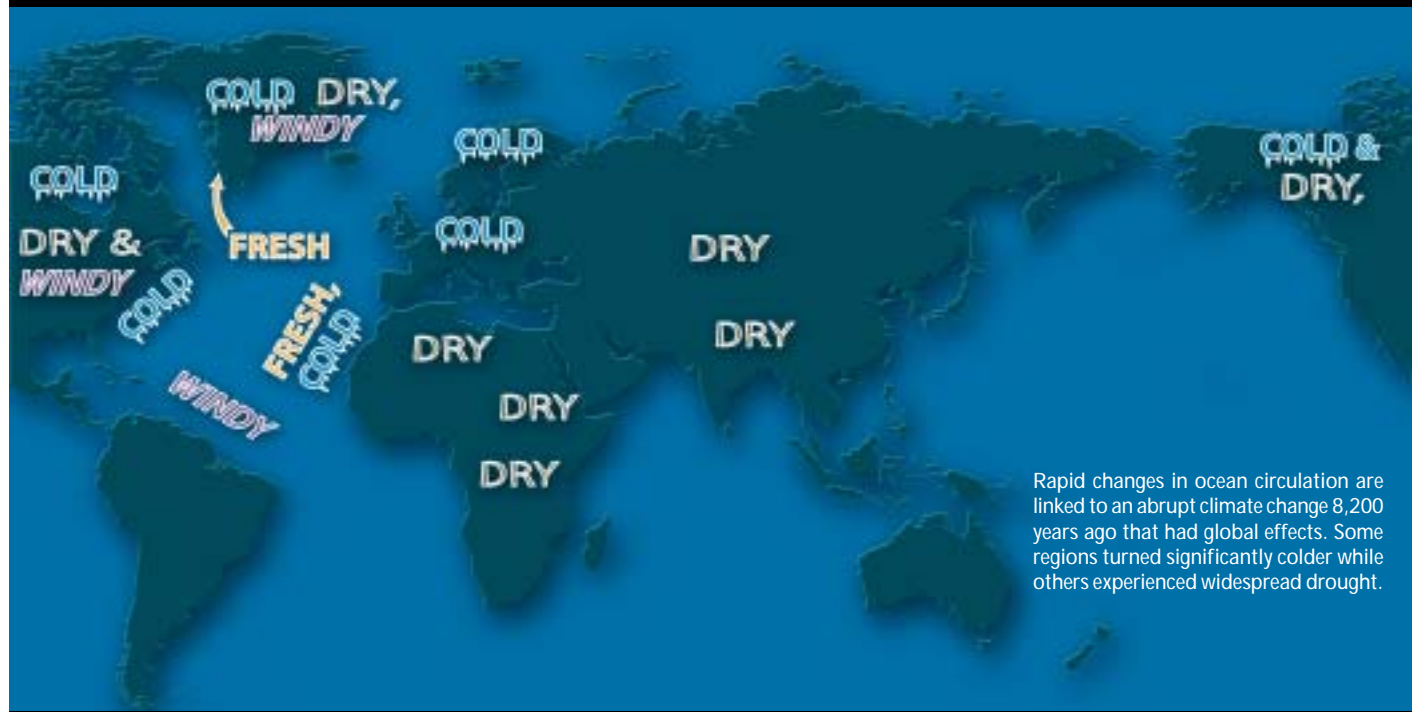 COLD DRY,
WINDY
COLD
COLD &
DRY,
COLD
DRY &
WINDY
FRESH
COLD
DRY
COLD
FRESH,
COLD
DRY
DRY
WINDY
DRY
DRY
Rapid changes in ocean circulation are
linked to an abrupt climate change 8,200
years ago that had global effects. Some
regions turned significantly colder while
others experienced widespread drought.